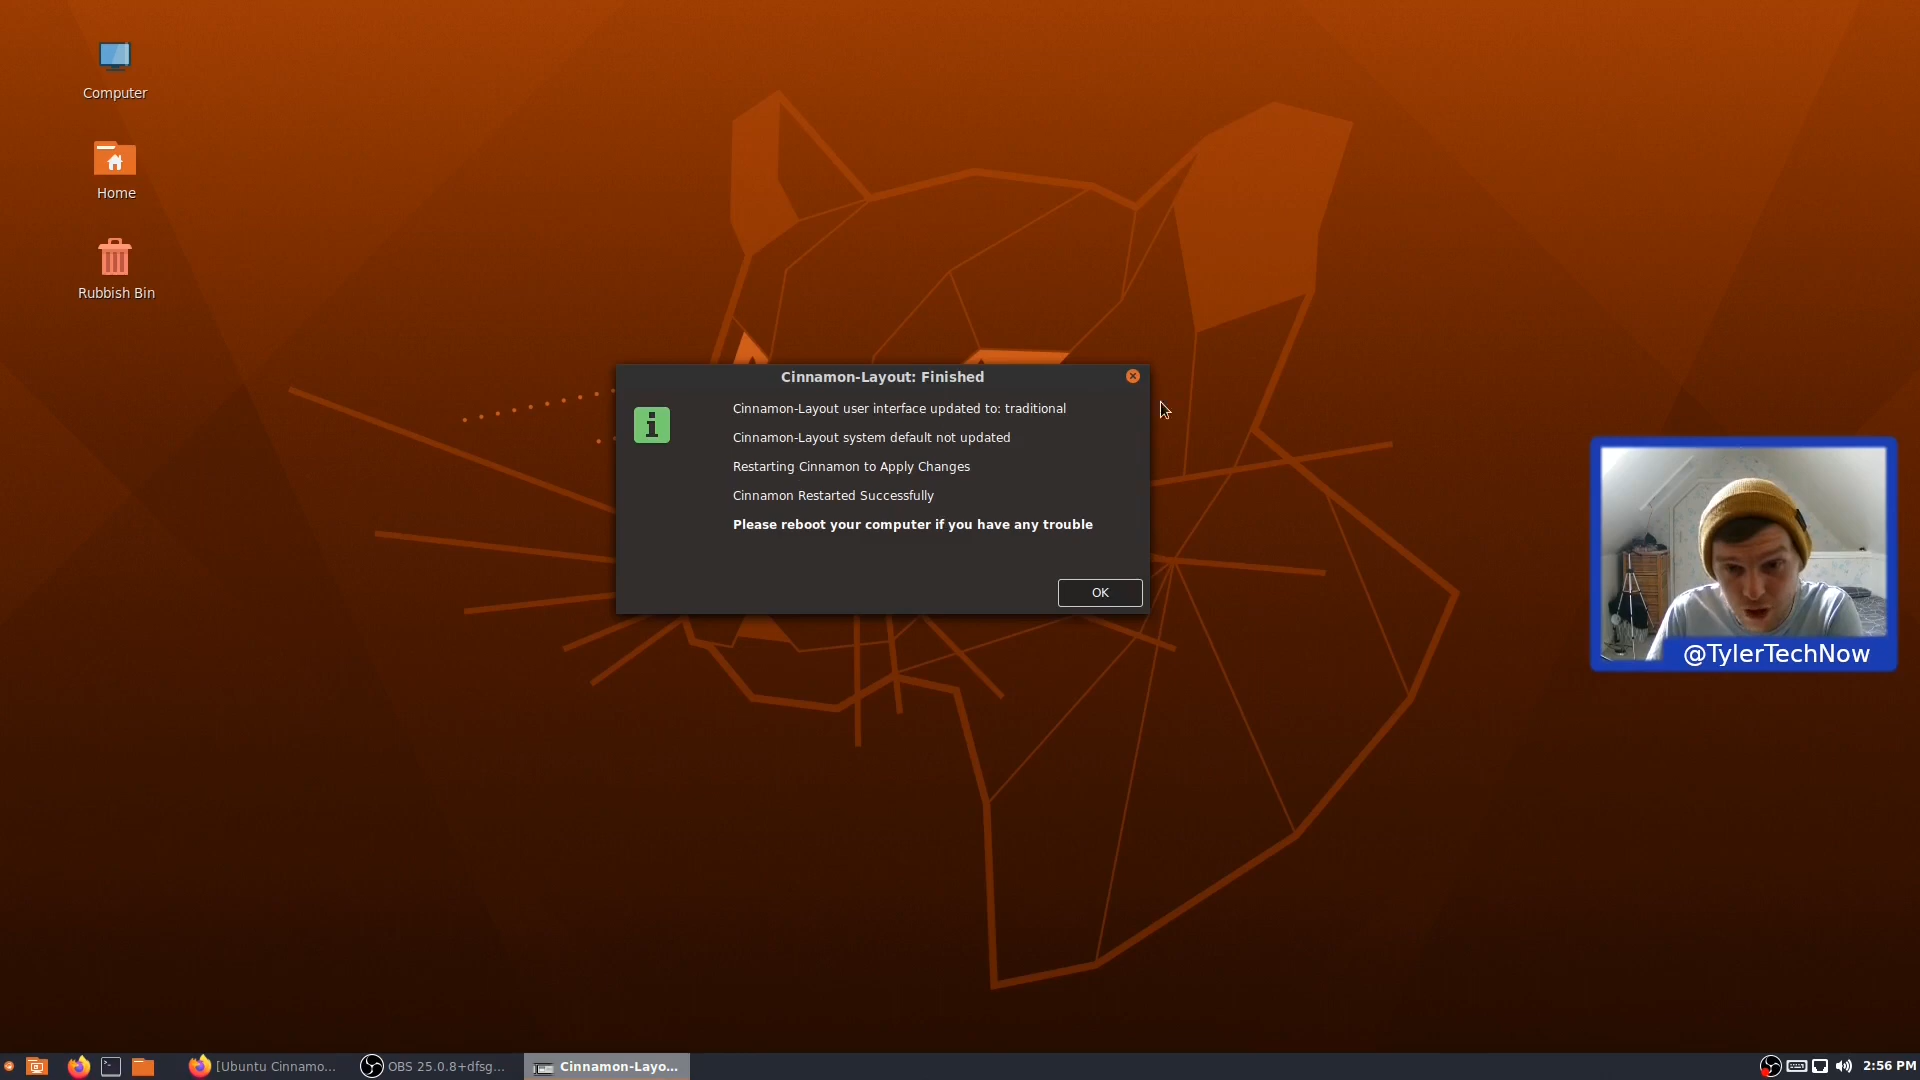 Computer
Home
Rubbish Bin
Cinnamon-Layout: Finished
Cinnamon-Layout user interface updated to: traditional
Cinnamon-Layout system default not updated
Restarting Cinnamon to Apply Changes
Cinnamon Restarted Successfully
Please reboot your computer if you have any trouble
OK
@TylerTechNow
[Ubuntu Cinnamo...
OBS 25.0.8+dfsg...
Cinnamon-Layo...
2:56 PM